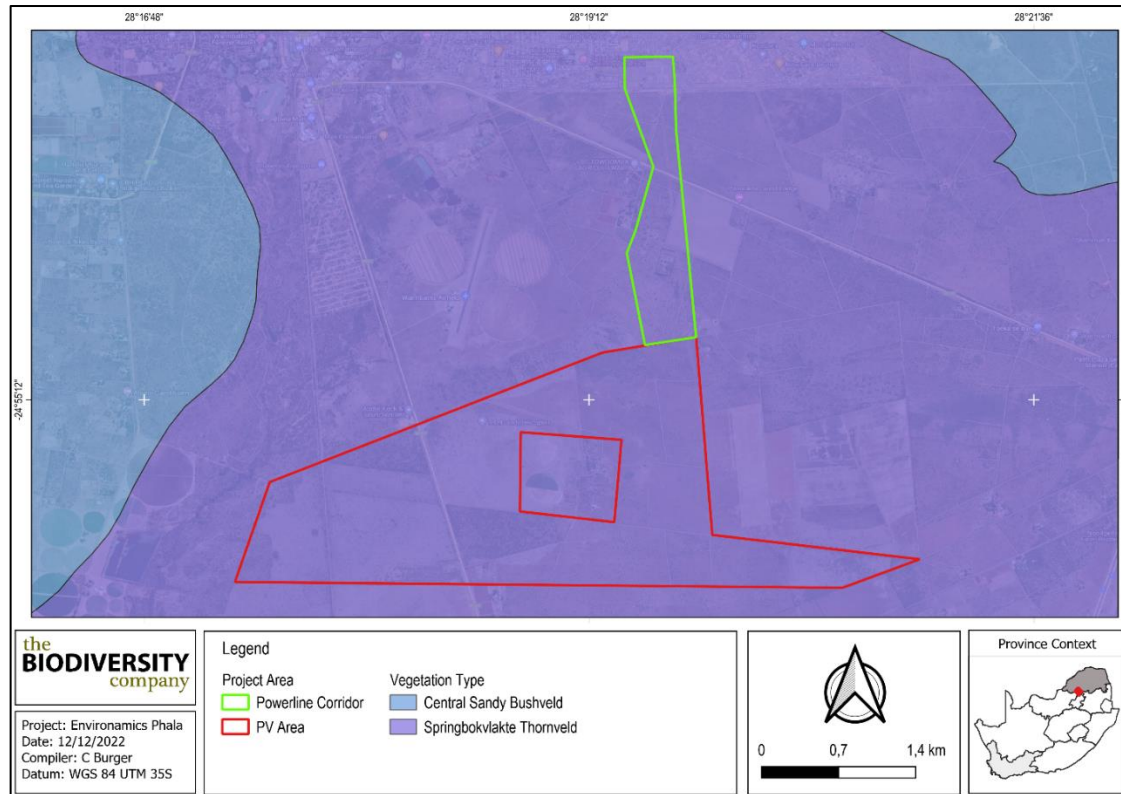 28°16'48"
28°19'12"
28°21'36"
-24°55'12"
the
BIODIVERSITY
company
Project: Environamics Phala
Date: 12/12/2022
Compiler: C Burger
Datum: WGS 84 UTM 35S
Legend
Project Area
Powerline Corridor
PV Area
Vegetation Type
Central Sandy Bushveld
Springbokvlakte Thornveld
0
0,7
1,4 km
Province Context